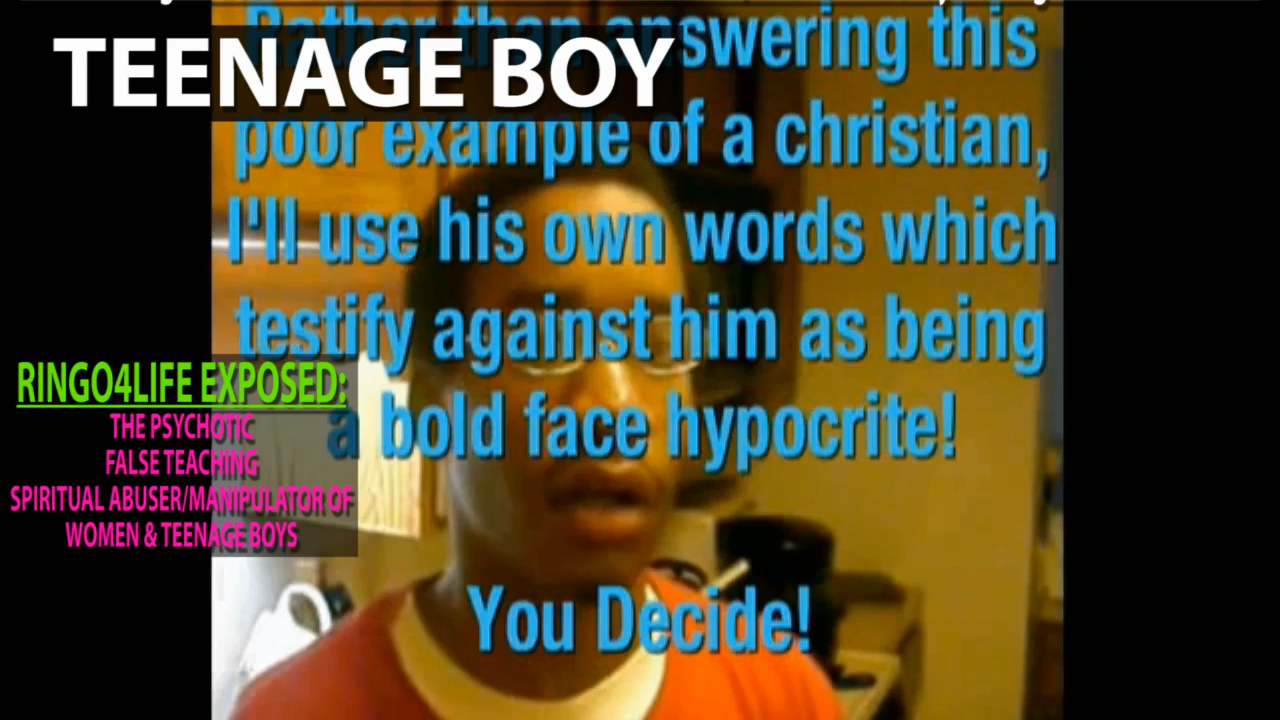 Rather than answering this
TEENAGE BOY
poor example of a christian,
I'll use his own words which
testify against him as being
a bold face hypocrite!
You Decide!
RINGO4LIFE EXPOSED:
THE PSYCHOTIC
FALSE TEACHING
SPIRITUAL ABUSER/MANIPULATOR OF
WOMEN & TEENAGE BOYS